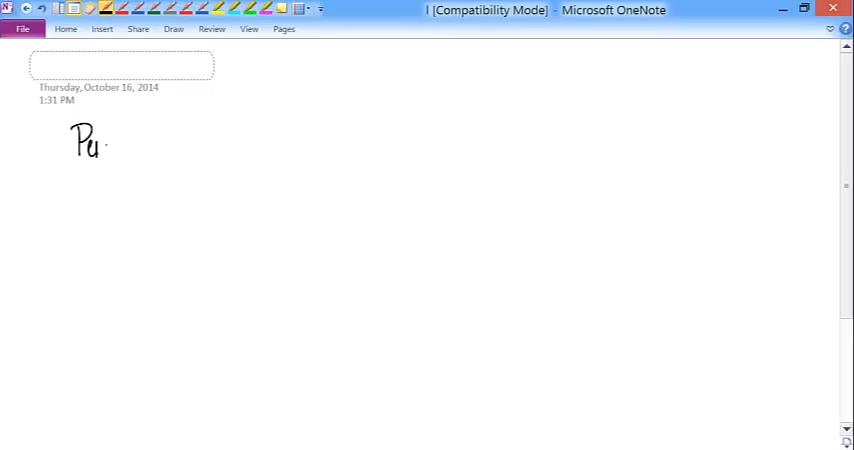 I [Compatibility Mode] - Microsoft OneNote
File Home Insert Share Draw Review View Pages
Thursday, October 16, 2014
1:31 PM